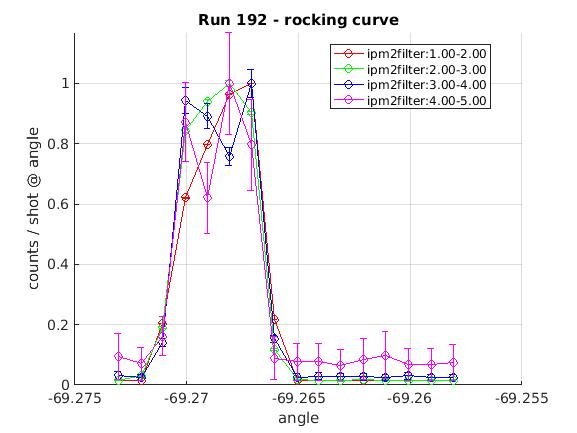 Run 192 - rocking curve
ipm2filter:1.00-2.00
ipm2filter:2.00-3.00
ipm2filter:3.00-4.00
ipm2filter:4.00-5.00
counts / shot @ angle
1
0.8
0.6
0.4
0.2
0
-69.275
-69.27
-69.265
-69.26
-69.255
angle